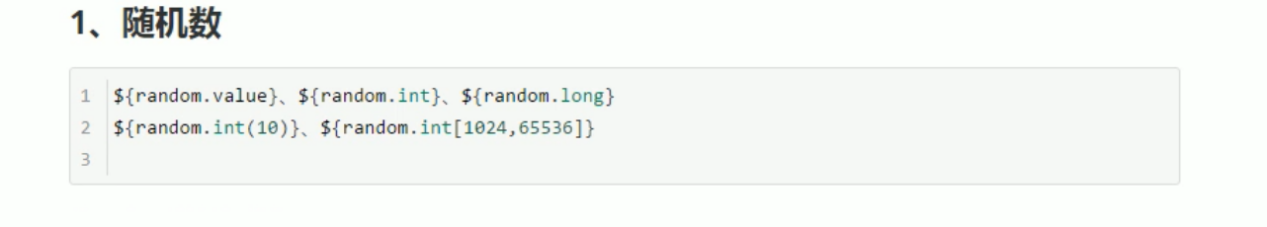 1、随机数
1 ${random.value}、${random.int}、${random.long}
2 ${random.int(10)}、${random.int[1024,65536]}
3